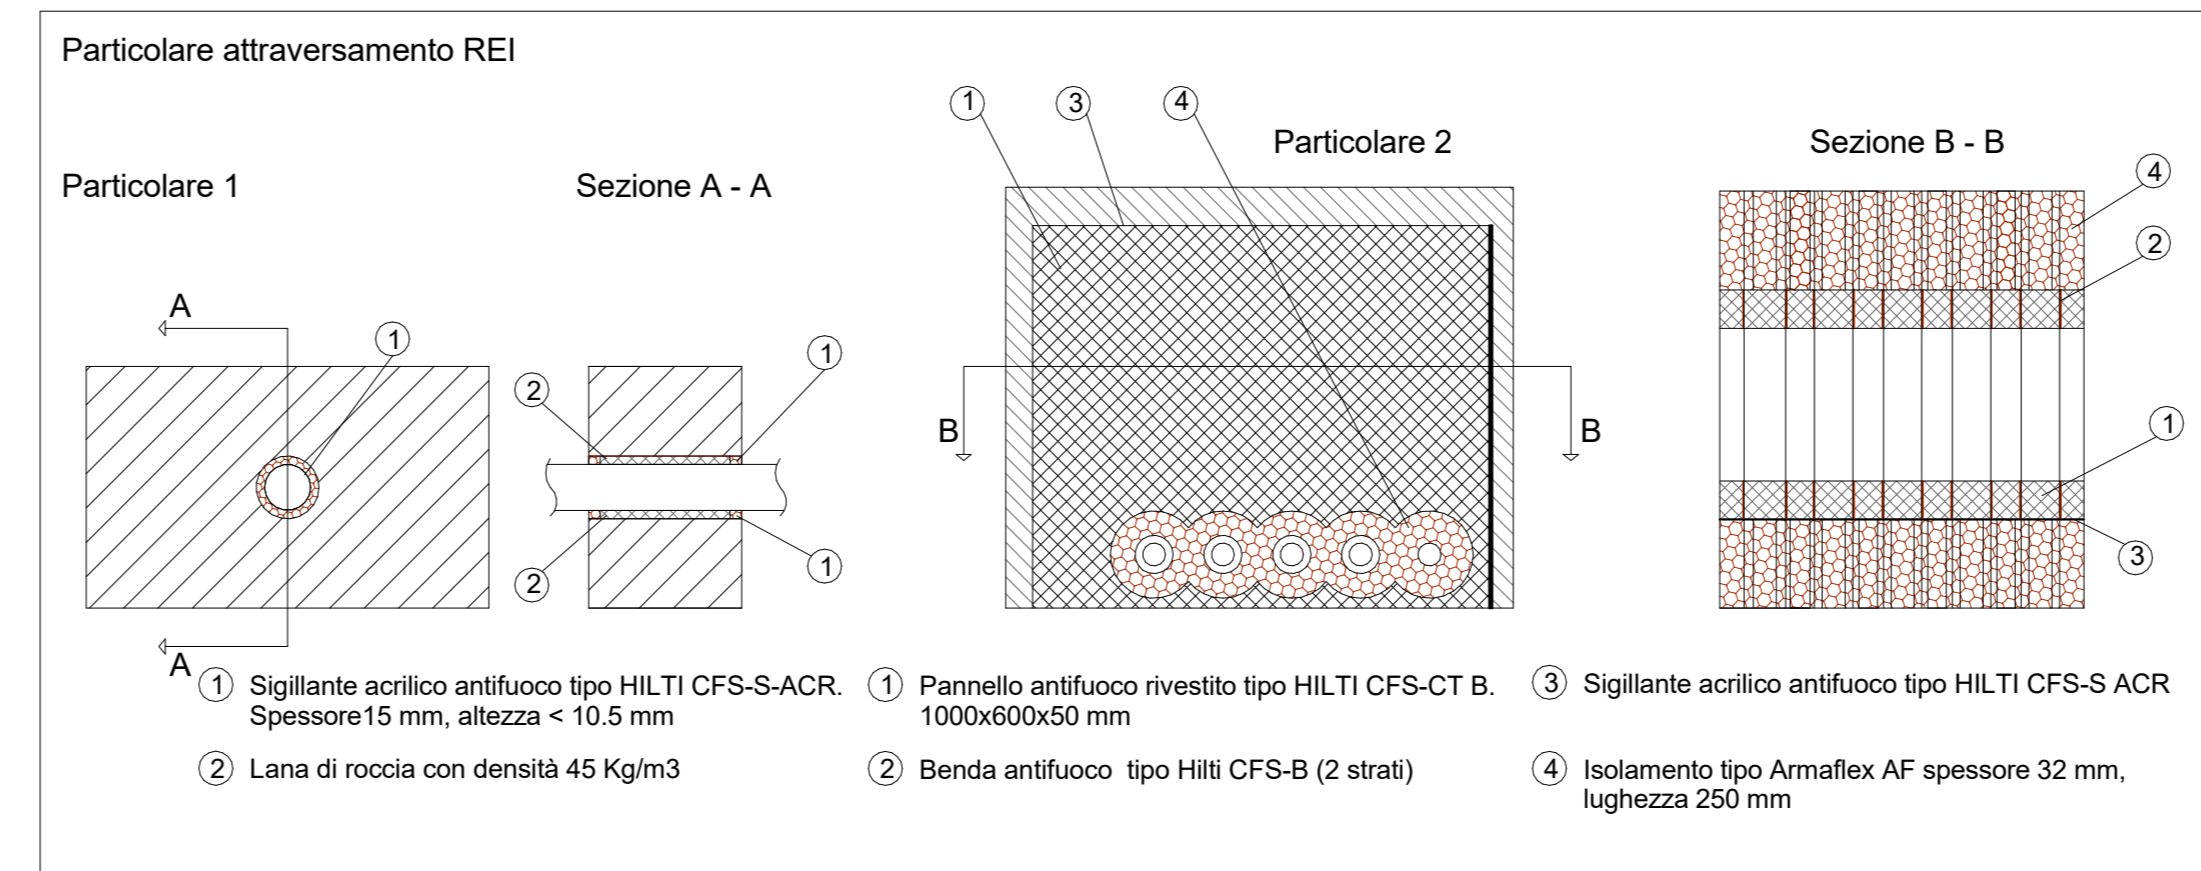 Particolare attraversamento REI
1
3
4
Particolare 2
Sezione B - B
Particolare 1
Sezione A - A
4
2
A
1
2
1
B
B
1
2
1
3
A
1 Sigillante acrilico antifuoco tipo HILTI CFS-S-ACR.
Spessore15 mm, altezza < 10.5 mm
2 Lana di roccia con densità 45 Kg/m3
1 Pannello antifuoco rivestito tipo HILTI CFS-CT B.
1000x600x50 mm
2 Benda antifuoco tipo Hilti CFS-B (2 strati)
3 Sigillante acrilico antifuoco tipo HILTI CFS-S ACR
4 Isolamento tipo Armaflex AF spessore 32 mm,
lughezza 250 mm